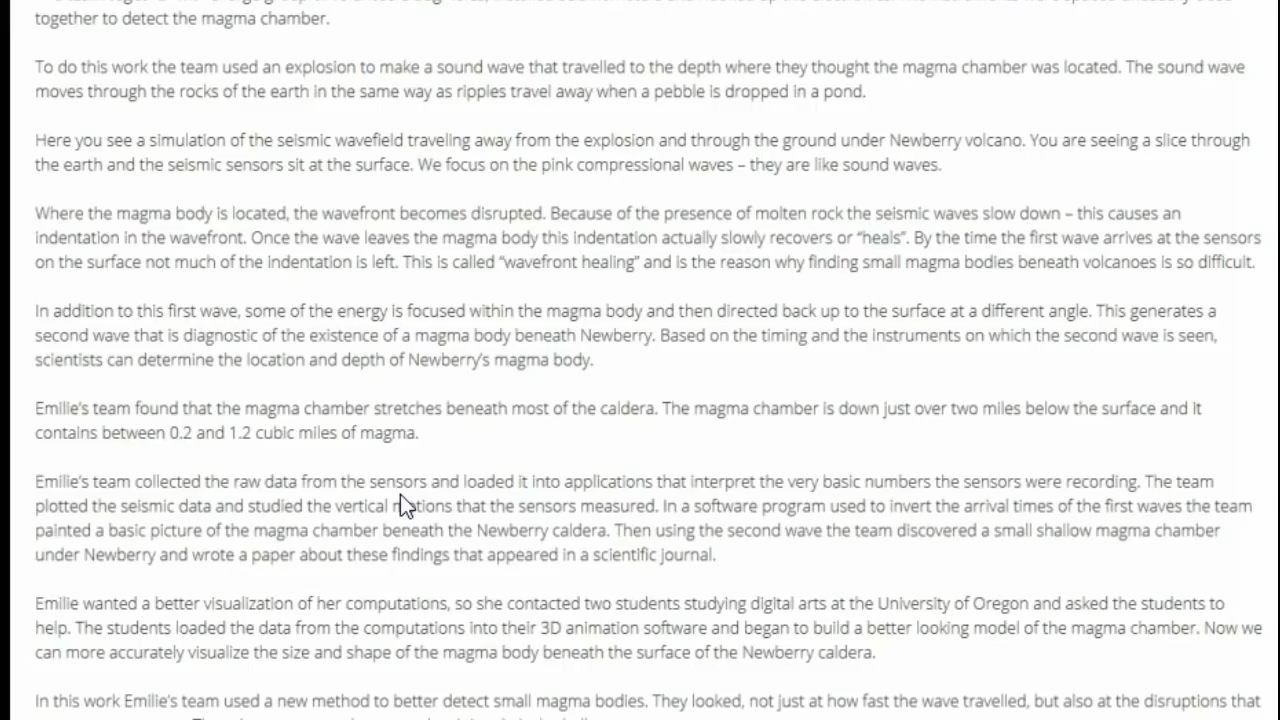 together to detect the magma chamber.
To do this work the team used an explosion to make a sound wave that travelled to the depth where they thought the magma chamber was located. The sound wave
moves through the rocks of the earth in the same way as ripples travel away when a pebble is dropped in a pond.
Here you see a simulation of the seismic wavefield traveling away from the explosion and through the ground under Newberry volcano. You are seeing a slice through
the earth and the seismic sensors sit at the surface. We focus on the pink compressional waves – they are like sound waves.
Where the magma body is located, the wavefront becomes disrupted. Because of the presence of molten rock the seismic waves slow down – this causes an
indentation in the wavefront. Once the wave leaves the magma body this indentation actually slowly recovers or “heals”. By the time the first wave arrives at the sensors
on the surface not much of the indentation is left. This is called “wavefront healing” and is the reason why finding small magma bodies beneath volcanoes is so difficult.
In addition to this first wave, some of the energy is focused within the magma body and then directed back up to the surface at a different angle. This generates a
second wave that is diagnostic of the existence of a magma body beneath Newberry. Based on the timing and the instruments on which the second wave is seen,
scientists can determine the location and depth of Newberry’s magma body.
Emilie’s team found that the magma chamber stretches beneath most of the caldera. The magma chamber is down just over two miles below the surface and it
contains between 0.2 and 1.2 cubic miles of magma.
Emilie’s team collected the raw data from the sensors and loaded it into applications that interpret the very basic numbers the sensors were recording. The team
plotted the seismic data and studied the vertical motions that the sensors measured. In a software program used to invert the arrival times of the first waves the team
painted a basic picture of the magma chamber beneath the Newberry caldera. Then using the second wave the team discovered a small shallow magma chamber
under Newberry and wrote a paper about these findings that appeared in a scientific journal.
Emilie wanted a better visualization of her computations, so she contacted two students studying digital arts at the University of Oregon and asked the students to
help. The students loaded the data from the computations into their 3D animation software and began to build a better looking model of the magma chamber. Now we
can more accurately visualize the size and shape of the magma body beneath the surface of the Newberry caldera.
In this work Emilie’s team used a new method to better detect small magma bodies. They looked, not just at how fast the wave travelled, but also at the disruptions that